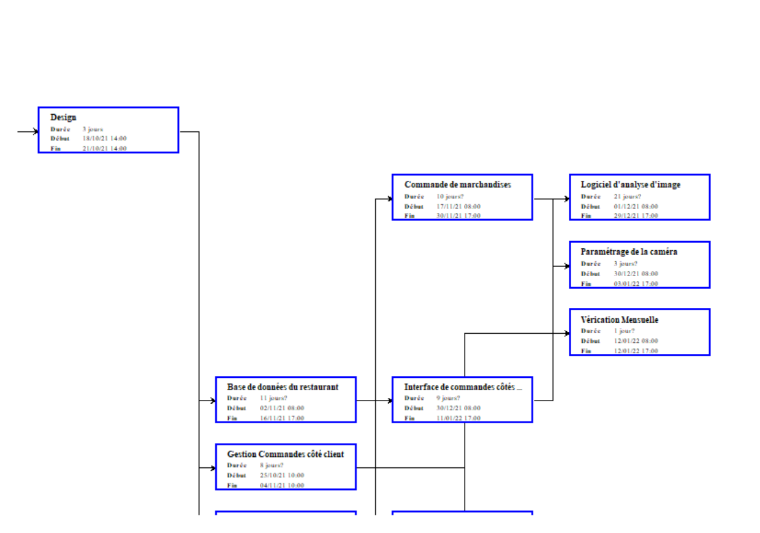 Design
Durée 3 jours
Début 18/10/21 14:00
Fin 21/10/21 14:00
Commande de marchandises
Durée 10 jours?
Début 17/11/21 08:00
Fin 30/11/21 17:00
Logiciel d'analyse d'image
Durée 21 jours?
Début 01/12/21 08:00
Fin 29/12/21 17:00
Paramètrage de la caméra
Durée 3 jours?
Début 30/12/21 08:00
Fin 03/01/22 17:00
Vérication Mensuelle
Durée 1 jour?
Début 12/01/22 08:00
Fin 12/01/22 17:00
Base de données du restaurant
Durée 11 jours?
Début 02/11/21 08:00
Fin 16/11/21 17:00
Interface de commandes côtés ...
Durée 9 jours?
Début 30/12/21 08:00
Fin 11/01/22 17:00
Gestion Commandes côté client
Durée 8 jours?
Début 25/10/21 10:00
Fin 04/11/21 10:00